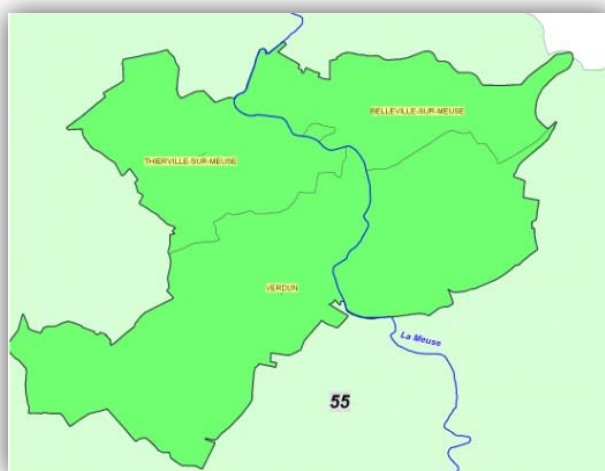 BELLEVILLE-SUR-MEUSE
THIERVILLE-SUR-MEUSE
VERDUN
La Meuse
55